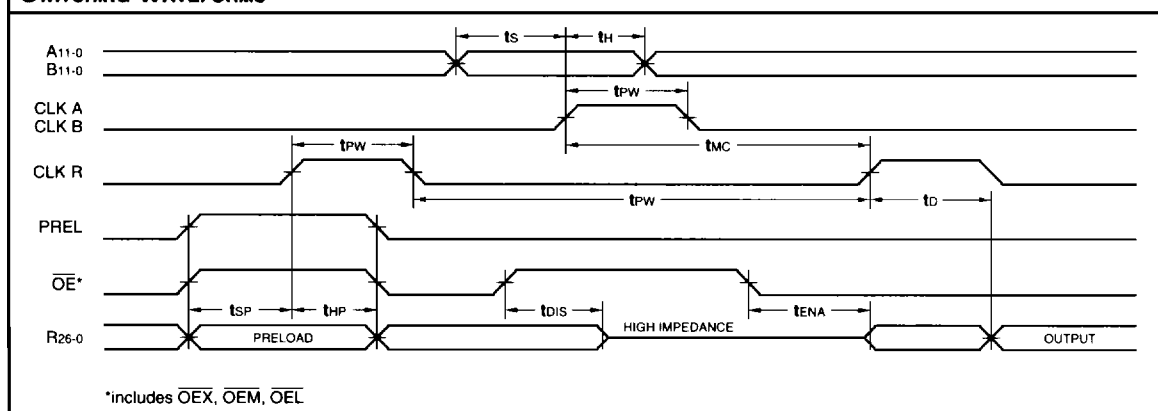 SWITCHING WAVEFORMS
tS tH
A11-0
B11-0
tPW
CLK A
CLK B
tPW tMC
CLK R
tPW tD
PREL
OE*
tSP tHP tDIS tENA
R26-0 PRELOAD HIGH IMPEDANCE OUTPUT
*includes OEX, OEM, OEL